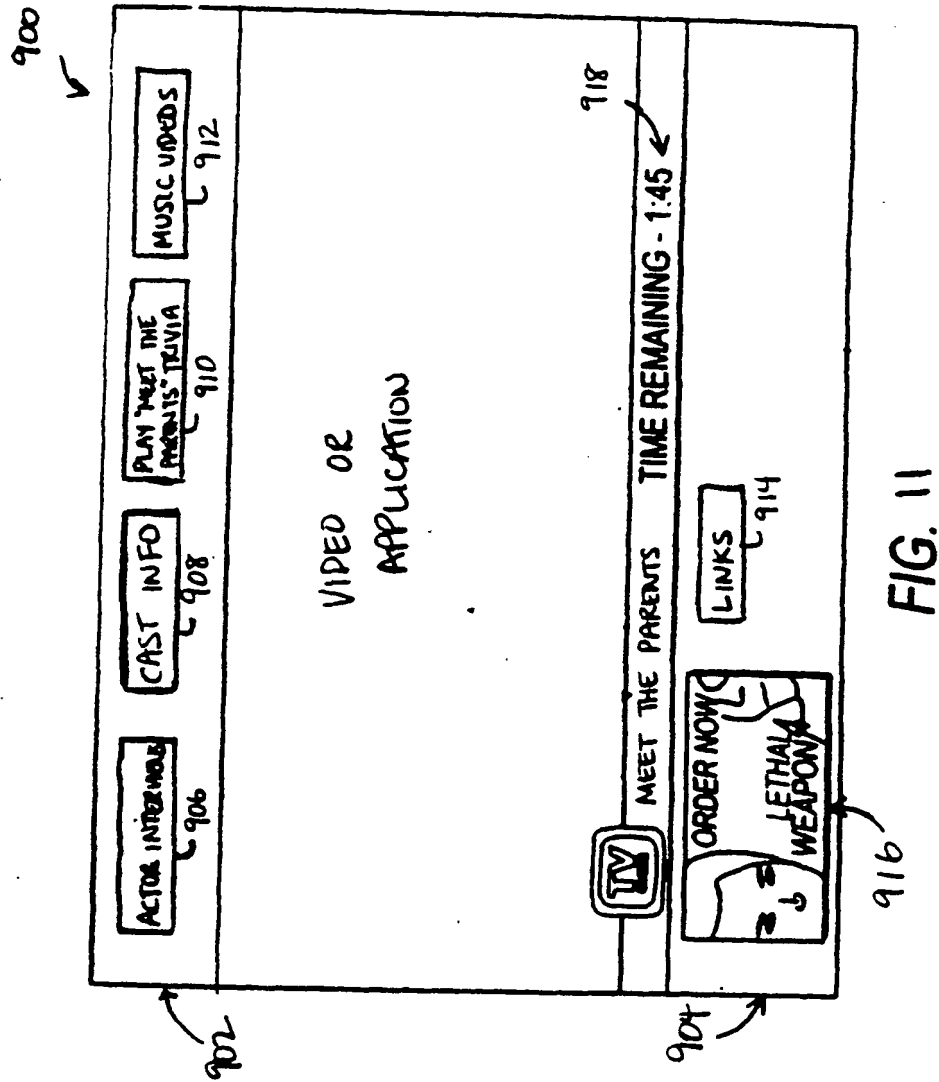 900
ACTOR INTERVIEWS
CAST INFO
PLAY "MEET THE
PARENTS" TRIVIA
MUSIC VIDEOS
902
906
908
910
912
VIDEO OR
APPLICATION
918
TV
MEET THE PARENTS
TIME REMAINING - 1:45
904
ORDER NOW
LETHAL
WEAPON 4
LINKS
914
916
FIG. 11